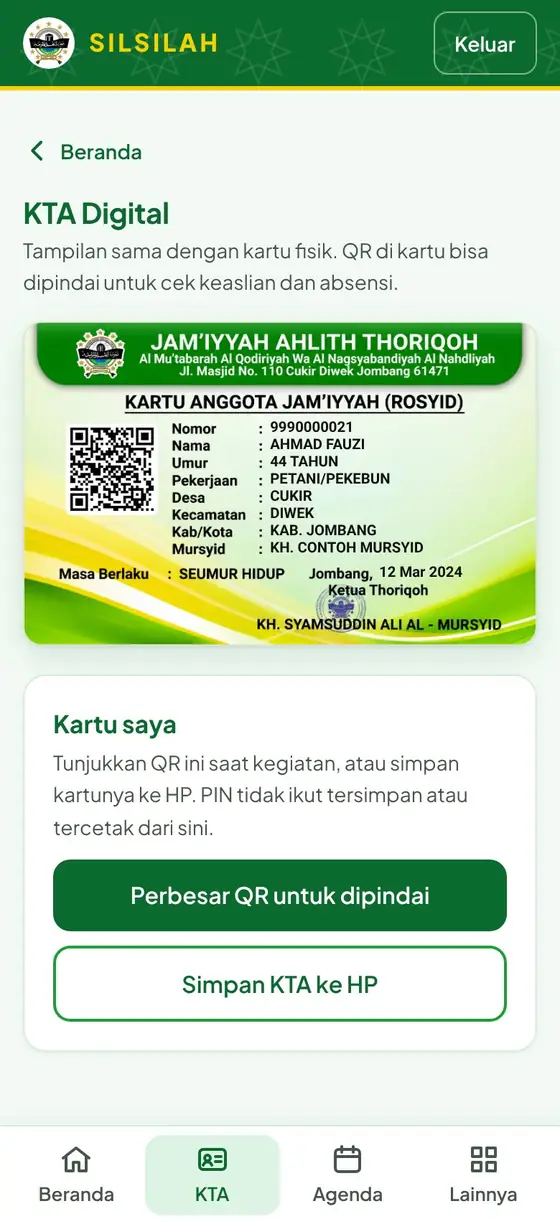 SILSILAH
Keluar
Beranda
KTA Digital
Tampilan sama dengan kartu fisik. QR di kartu bisa
dipindai untuk cek keaslian dan absensi.
JAM'IYYAH AHLITH THORIQOH
Al Mu'tabarah Al Qodiriyah Wa Al Naqsyabandiyah Al Nahdliyah
Jl. Masjid No. 110 Cukir Diwek Jombang 61471
KARTU ANGGOTA JAM'IYYAH (ROSYID)
Nomor : 9990000021
Nama : AHMAD FAUZI
Umur : 44 TAHUN
Pekerjaan : PETANI/PEKEBUN
Desa : CUKIR
Kecamatan : DIWEK
Kab/Kota : KAB. JOMBANG
Mursyid : KH. CONTOH MURSYID
Masa Berlaku : SEUMUR HIDUP Jombang, 12 Mar 2024
Ketua Thoriqoh
KH. SYAMSUDDIN ALI AL - MURSYID
Kartu saya
Tunjukkan QR ini saat kegiatan, atau simpan
kartunya ke HP. PIN tidak ikut tersimpan atau
tercetak dari sini.
Perbesar QR untuk dipindai
Simpan KTA ke HP
Beranda
KTA
Agenda
Lainnya